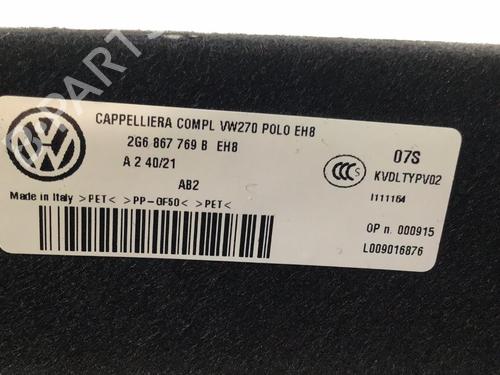 CAPPELLIERA COMPL VW270 POLO EH8
2G6 867 769 B EH8
A 2 40/21
AB2
Made in Italy >PET< >PP-GF50< >PET<
07S
KVDLTYPV02
I111164
OP n. 000915
L009016876